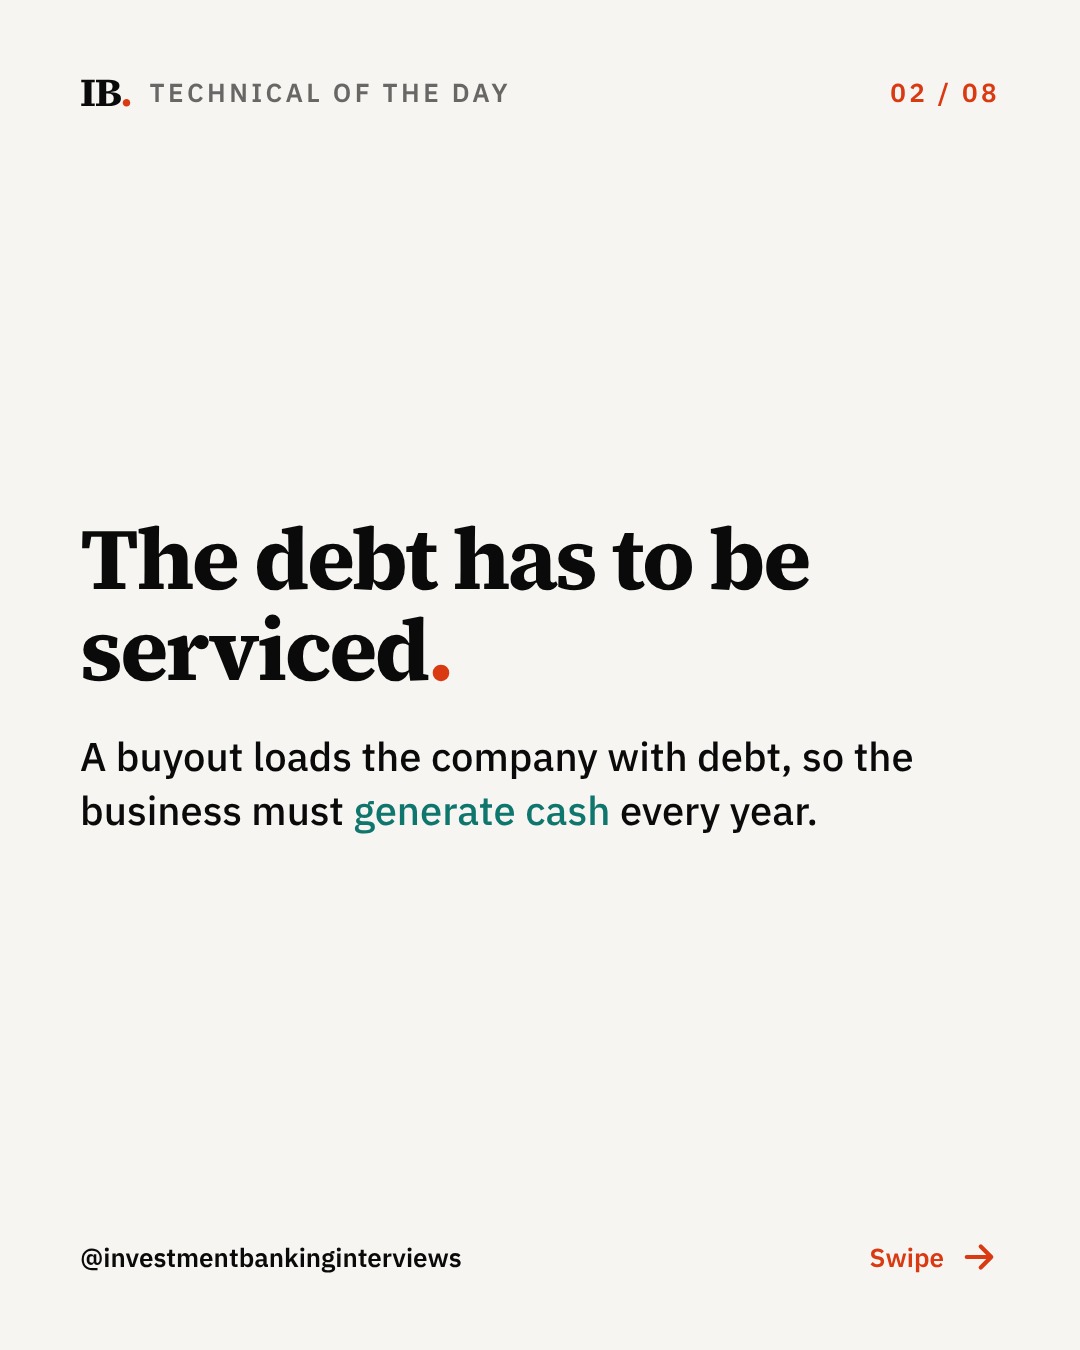 IB. TECHNICAL OF THE DAY
02 / 08
The debt has to be
serviced.
A buyout loads the company with debt, so the
business must generate cash every year.
@investmentbankinginterviews
Swipe →